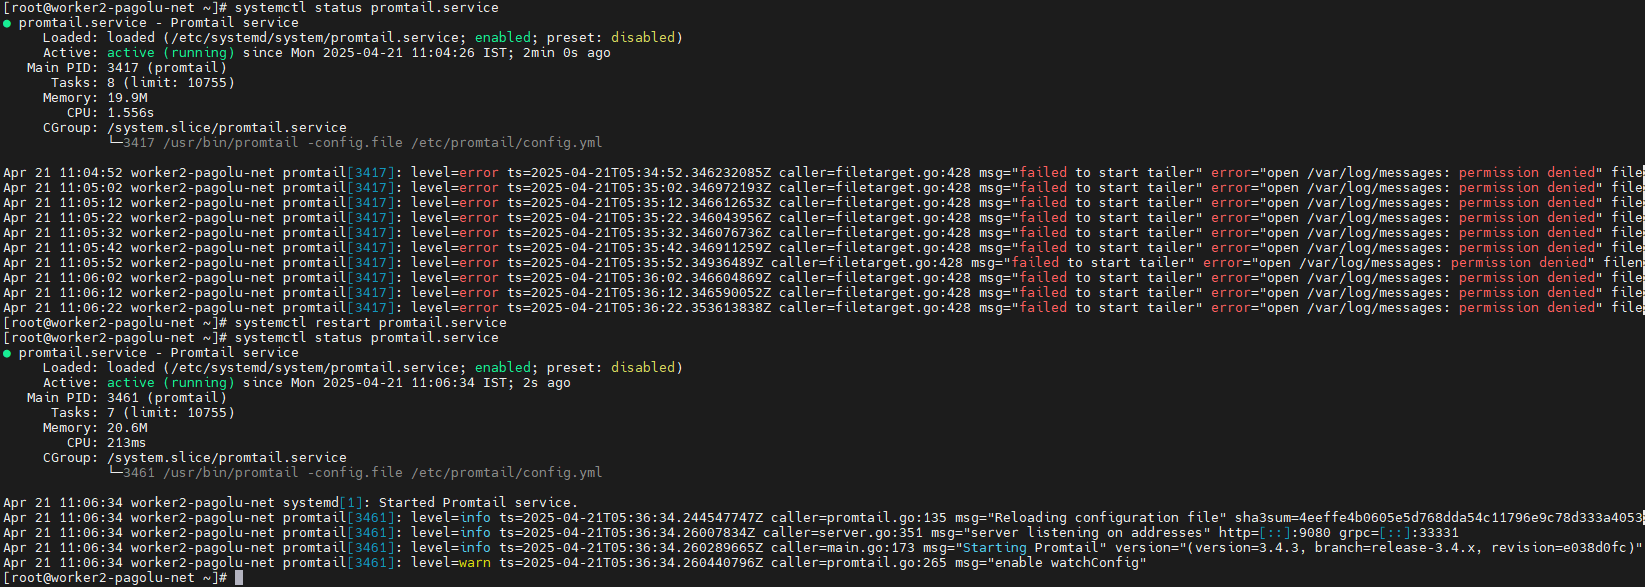 [root@worker2-pagolu-net ~]# systemctl status promtail.service
● promtail.service - Promtail service
     Loaded: loaded (/etc/systemd/system/promtail.service; enabled; preset: disabled)
     Active: active (running) since Mon 2025-04-21 11:04:26 IST; 2min 0s ago
   Main PID: 3417 (promtail)
      Tasks: 8 (limit: 10755)
     Memory: 19.9M
        CPU: 1.556s
     CGroup: /system.slice/promtail.service
             └─3417 /usr/bin/promtail -config.file /etc/promtail/config.yml
Apr 21 11:04:52 worker2-pagolu-net promtail[3417]: level=error ts=2025-04-21T05:34:52.346232085Z caller=filetarget.go:428 msg="failed to start tailer" error="open /var/log/messages: permission denied" file
Apr 21 11:05:02 worker2-pagolu-net promtail[3417]: level=error ts=2025-04-21T05:35:02.346972193Z caller=filetarget.go:428 msg="failed to start tailer" error="open /var/log/messages: permission denied" file
Apr 21 11:05:12 worker2-pagolu-net promtail[3417]: level=error ts=2025-04-21T05:35:12.346612653Z caller=filetarget.go:428 msg="failed to start tailer" error="open /var/log/messages: permission denied" file
Apr 21 11:05:22 worker2-pagolu-net promtail[3417]: level=error ts=2025-04-21T05:35:22.346043956Z caller=filetarget.go:428 msg="failed to start tailer" error="open /var/log/messages: permission denied" file
Apr 21 11:05:32 worker2-pagolu-net promtail[3417]: level=error ts=2025-04-21T05:35:32.346076736Z caller=filetarget.go:428 msg="failed to start tailer" error="open /var/log/messages: permission denied" file
Apr 21 11:05:42 worker2-pagolu-net promtail[3417]: level=error ts=2025-04-21T05:35:42.346911259Z caller=filetarget.go:428 msg="failed to start tailer" error="open /var/log/messages: permission denied" file
Apr 21 11:05:52 worker2-pagolu-net promtail[3417]: level=error ts=2025-04-21T05:35:52.34936489Z caller=filetarget.go:428 msg="failed to start tailer" error="open /var/log/messages: permission denied" filen
Apr 21 11:06:02 worker2-pagolu-net promtail[3417]: level=error ts=2025-04-21T05:36:02.346604869Z caller=filetarget.go:428 msg="failed to start tailer" error="open /var/log/messages: permission denied" file
Apr 21 11:06:12 worker2-pagolu-net promtail[3417]: level=error ts=2025-04-21T05:36:12.346590052Z caller=filetarget.go:428 msg="failed to start tailer" error="open /var/log/messages: permission denied" file
Apr 21 11:06:22 worker2-pagolu-net promtail[3417]: level=error ts=2025-04-21T05:36:22.353613838Z caller=filetarget.go:428 msg="failed to start tailer" error="open /var/log/messages: permission denied" file
[root@worker2-pagolu-net ~]# systemctl restart promtail.service
[root@worker2-pagolu-net ~]# systemctl status promtail.service
● promtail.service - Promtail service
     Loaded: loaded (/etc/systemd/system/promtail.service; enabled; preset: disabled)
     Active: active (running) since Mon 2025-04-21 11:06:34 IST; 2s ago
   Main PID: 3461 (promtail)
      Tasks: 7 (limit: 10755)
     Memory: 20.6M
        CPU: 213ms
     CGroup: /system.slice/promtail.service
             └─3461 /usr/bin/promtail -config.file /etc/promtail/config.yml
Apr 21 11:06:34 worker2-pagolu-net systemd[1]: Started Promtail service.
Apr 21 11:06:34 worker2-pagolu-net promtail[3461]: level=info ts=2025-04-21T05:36:34.244547747Z caller=promtail.go:135 msg="Reloading configuration file" sha3sum=4eeffe4b0605e5d768dda54c11796e9c78d333a4053
Apr 21 11:06:34 worker2-pagolu-net promtail[3461]: level=info ts=2025-04-21T05:36:34.26007834Z caller=server.go:351 msg="server listening on addresses" http=[::]:9080 grpc=[::]:33331
Apr 21 11:06:34 worker2-pagolu-net promtail[3461]: level=info ts=2025-04-21T05:36:34.260289665Z caller=main.go:173 msg="Starting Promtail" version="(version=3.4.3, branch=release-3.4.x, revision=e038d0fc)"
Apr 21 11:06:34 worker2-pagolu-net promtail[3461]: level=warn ts=2025-04-21T05:36:34.260440796Z caller=promtail.go:265 msg="enable watchConfig"
[root@worker2-pagolu-net ~]#